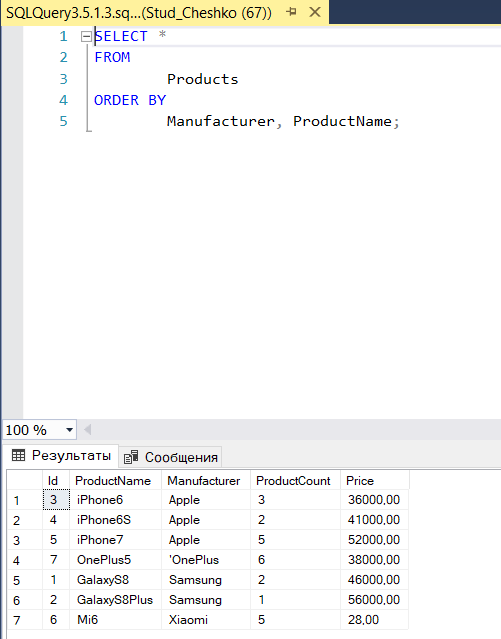 SQLQuery3.5.1.3.sq...(Stud_Cheshko (67))
1 SELECT *
2 FROM
3 Products
4 ORDER BY
5 Manufacturer, ProductName;
100 %
Результаты Сообщения
Id ProductName Manufacturer ProductCount Price
1 3 iPhone6 Apple 3 36000,00
2 4 iPhone6S Apple 2 41000,00
3 5 iPhone7 Apple 5 52000,00
4 7 OnePlus5 'OnePlus 6 38000,00
5 1 GalaxyS8 Samsung 2 46000,00
6 2 GalaxyS8Plus Samsung 1 56000,00
7 6 Mi6 Xiaomi 5 28,00